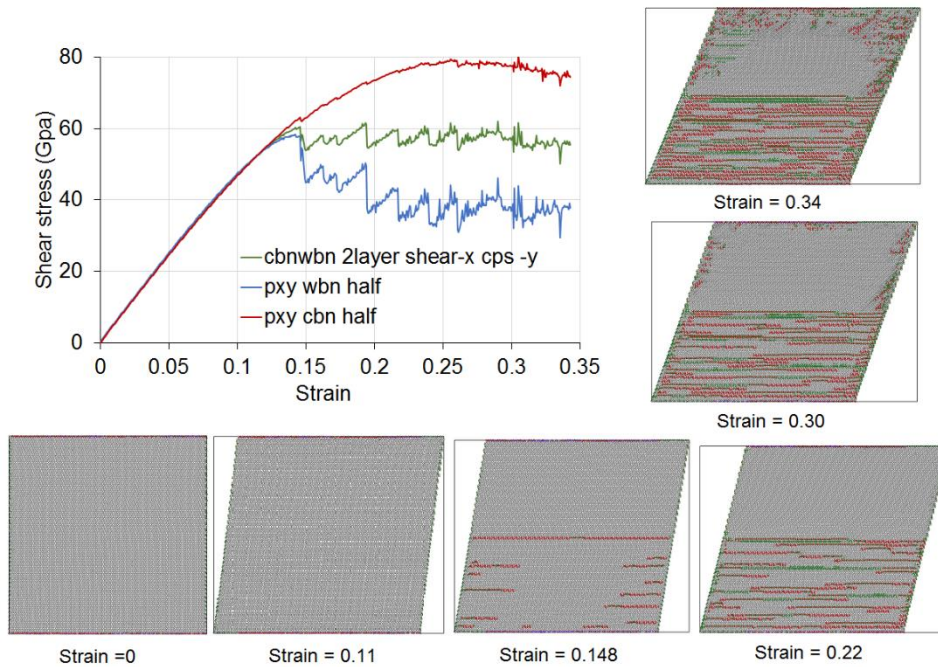 80
60
40
20
0
Shear stress (Gpa)
cbnwbn 2layer shear-x cps -y
pxy wbn half
pxy cbn half
0 0.05 0.1 0.15 0.2 0.25 0.3 0.35
Strain
Strain = 0.34
Strain = 0.30
Strain =0
Strain = 0.11
Strain = 0.148
Strain = 0.22